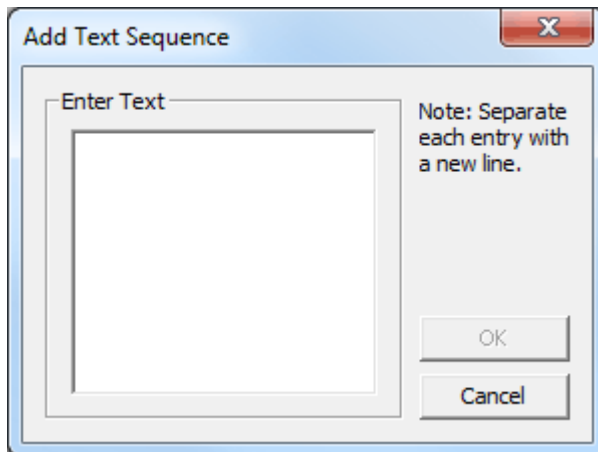 Add Text Sequence
Enter Text
Note: Separate
each entry with
a new line.
OK
Cancel